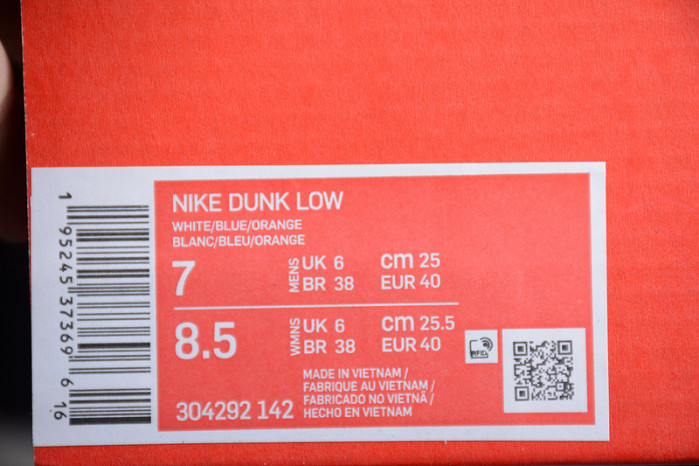 1 95245 37369 6 16
NIKE DUNK LOW
WHITE/BLUE/ORANGE
BLANC/BLEU/ORANGE
7 MENS UK 6 cm 25
BR 38 EUR 40
8.5 WMNS UK 6 cm 25.5
BR 38 EUR 40
MADE IN VIETNAM /
FABRIQUE AU VIETNAM /
FABRICADO NO VIETNÃ /
304292 142 HECHO EN VIETNAM
RFID